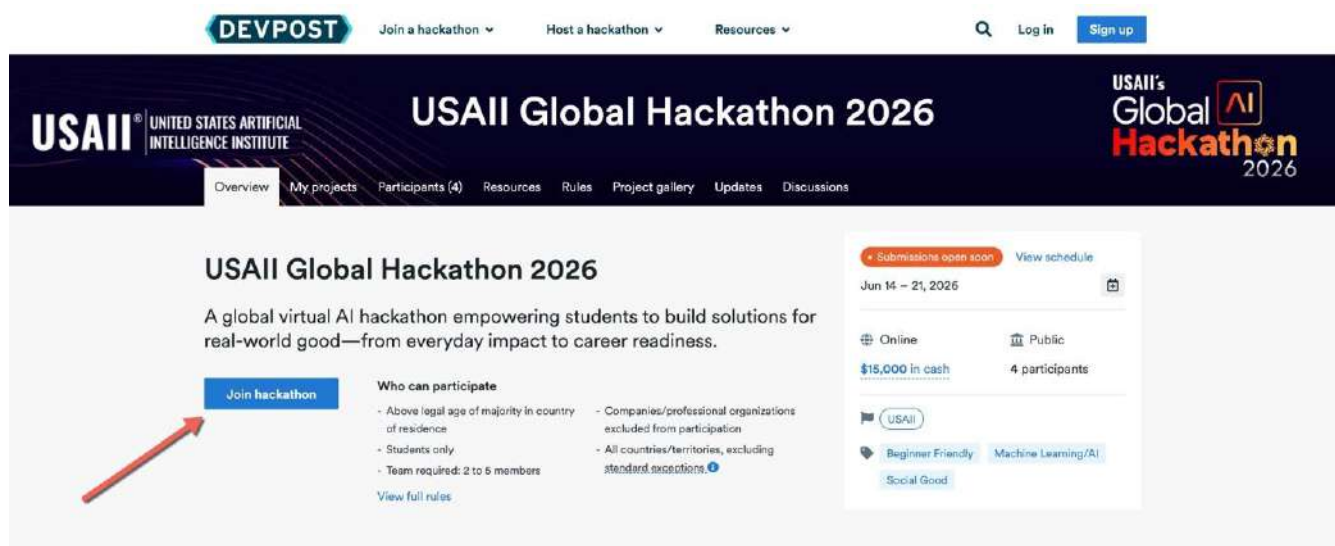 DEVPOST
Join a hackathon
Host a hackathon
Resources
Log in
Sign up
USAII® UNITED STATES ARTIFICIAL
INTELLIGENCE INSTITUTE
USAII Global Hackathon 2026
USAII's
Global AI
Hackathon
2026
Overview
My projects
Participants (4)
Resources
Rules
Project gallery
Updates
Discussions
USAII Global Hackathon 2026
A global virtual AI hackathon empowering students to build solutions for
real-world good—from everyday impact to career readiness.
Join hackathon
Who can participate
- Above legal age of majority in country
of residence
- Students only
- Team required: 2 to 5 members
- Companies/professional organizations
excluded from participation
- All countries/territories, excluding
standard exceptions
View full rules
Submissions open soon
View schedule
Jun 14 – 21, 2026
Online
Public
$15,000 in cash
4 participants
USAII
Beginner Friendly
Machine Learning/AI
Social Good